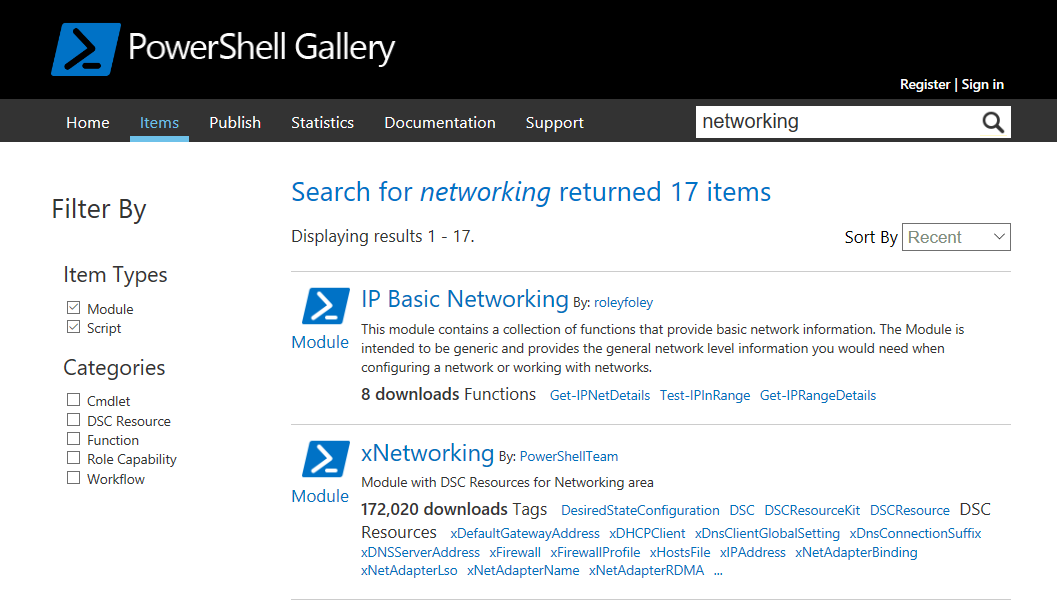 PowerShell Gallery
Register | Sign in
Home Items Publish Statistics Documentation Support networking
Filter By
Item Types
Module
Script
Categories
Cmdlet
DSC Resource
Function
Role Capability
Workflow
Search for networking returned 17 items
Displaying results 1 - 17.
Sort By Recent
IP Basic Networking By: roleyfoley
Module
This module contains a collection of functions that provide basic network information. The Module is
intended to be generic and provides the general network level information you would need when
configuring a network or working with networks.
8 downloads Functions Get-IPNetDetails Test-IPInRange Get-IPRangeDetails
xNetworking By: PowerShellTeam
Module
Module with DSC Resources for Networking area
172,020 downloads Tags DesiredStateConfiguration DSC DSCResourceKit DSCResource DSC
Resources xDefaultGatewayAddress xDHCPClient xDnsClientGlobalSetting xDnsConnectionSuffix
xDNSServerAddress xFirewall xFirewallProfile xHostsFile xIPAddress xNetAdapterBinding
xNetAdapterLso xNetAdapterName xNetAdapterRDMA ...